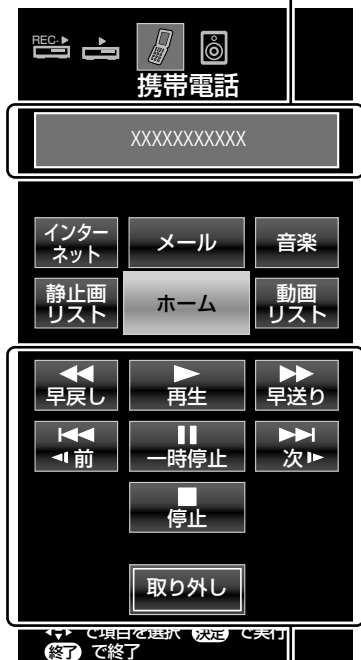 REC
携帯電話
XXXXXXXXXXX
インター
ネット
メール
音楽
静止画
リスト
ホーム
動画
リスト
早戻し
再生
早送り
前
一時停止
次
停止
取り外し
で項目を選択 決定 で実行
終了 で終了